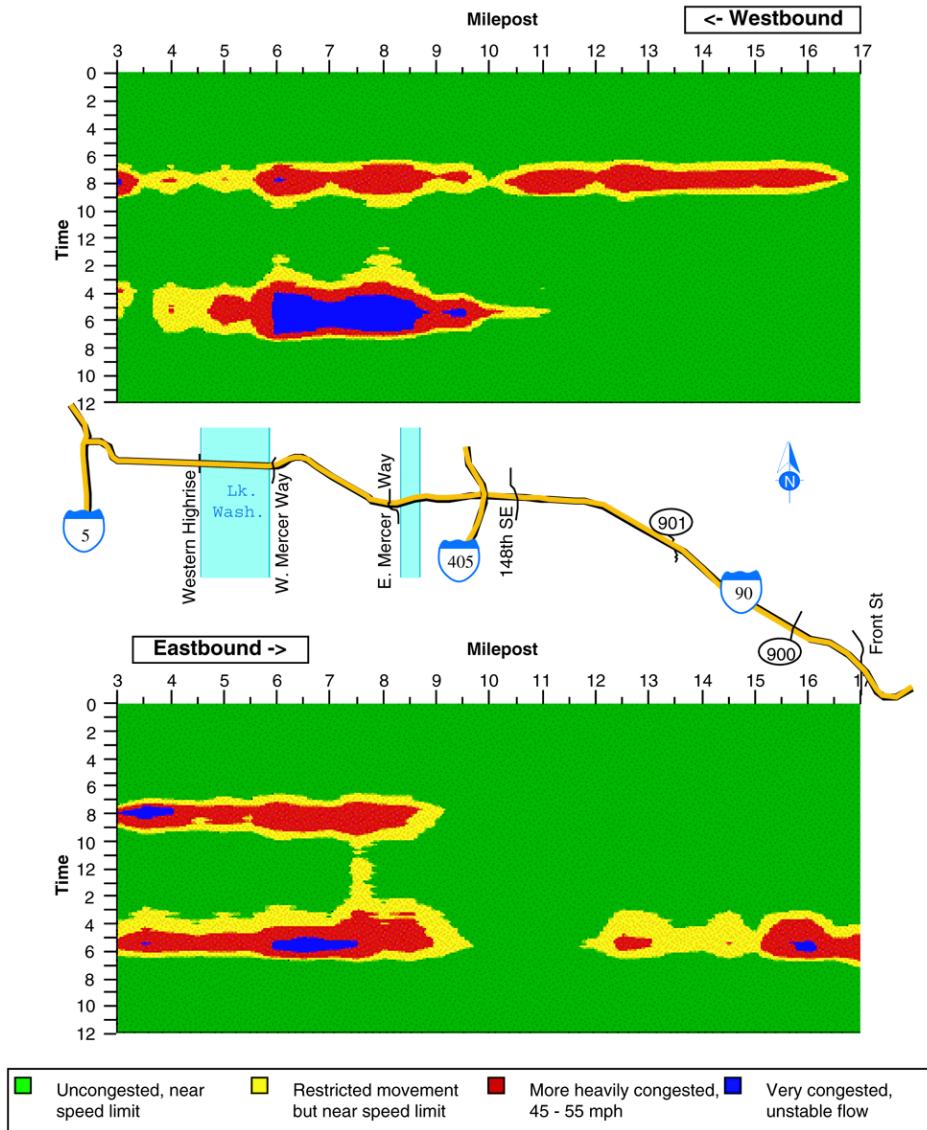 Milepost
<- Westbound
3 4 5 6 7 8 9 10 11 12 13 14 15 16 17
Time
0
2
4
6
8
10
12
2
4
6
8
10
12
5
Western Highrise
Lk.
Wash.
W. Mercer Way
E. Mercer Way
405
148th SE
901
N
90
900
Front St
Eastbound ->
Milepost
3 4 5 6 7 8 9 10 11 12 13 14 15 16 17
Time
0
2
4
6
8
10
12
2
4
6
8
10
12
Uncongested, near
speed limit
Restricted movement
but near speed limit
More heavily congested,
45 - 55 mph
Very congested,
unstable flow